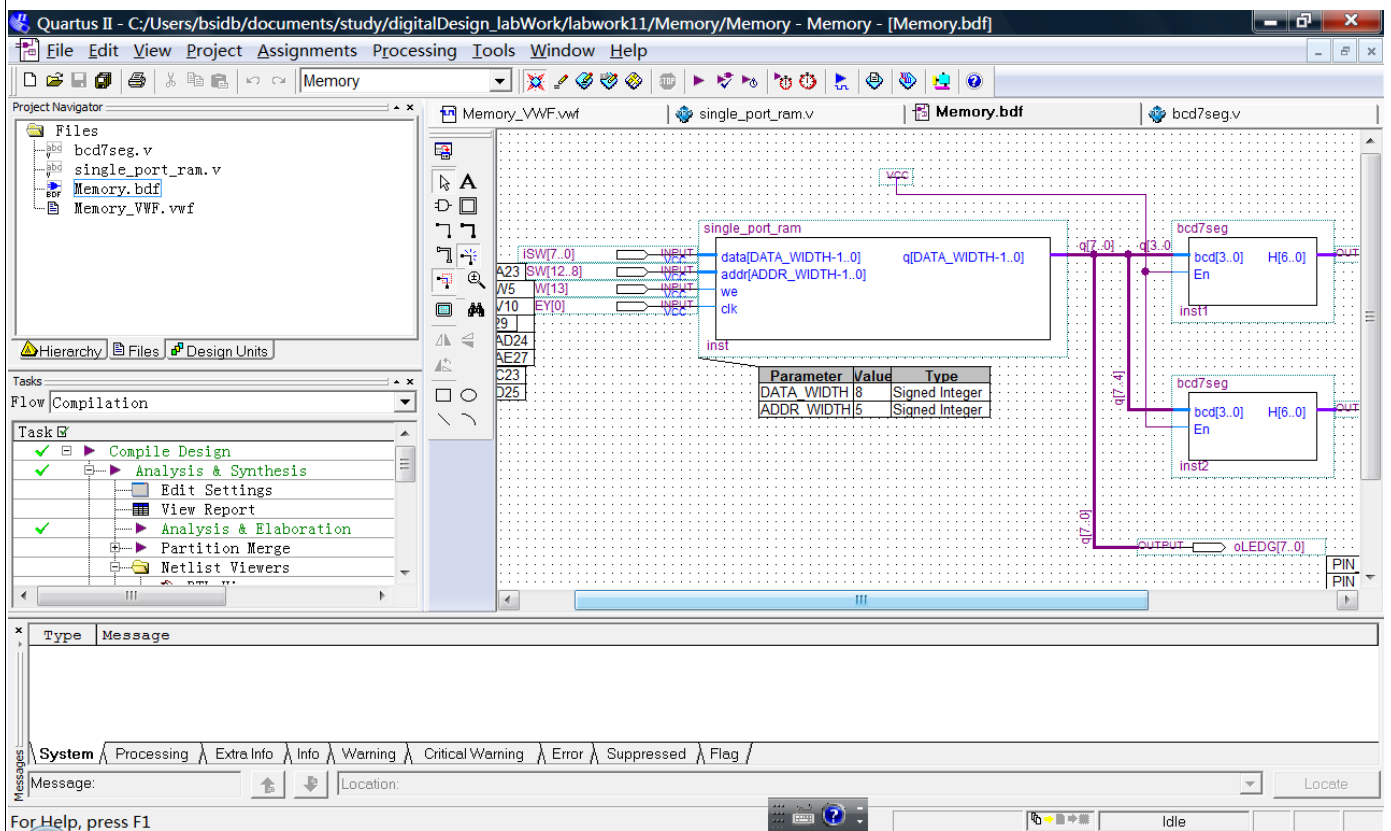 Quartus II - C:/Users/bsidb/documents/study/digitalDesign_labWork/labwork11/Memory/Memory - Memory - [Memory.bdf]
File Edit View Project Assignments Processing Tools Window Help
Memory
Project Navigator
Files
bcd7seg.v
single_port_ram.v
Memory.bdf
Memory_VWF.vwf
Hierarchy Files Design Units
Tasks
Flow Compilation
Task
Compile Design
Analysis & Synthesis
Edit Settings
View Report
Analysis & Elaboration
Partition Merge
Netlist Viewers
Memory_VWF.vwf single_port_ram.v Memory.bdf bcd7seg.v
VCC
single_port_ram
iSW[7..0] INPUT VCC data[DATA_WIDTH-1..0] q[DATA_WIDTH-1..0]
A23 SW[12..8] INPUT VCC addr[ADDR_WIDTH-1..0]
W5 W[13] INPUT VCC we
V10 EY[0] INPUT VCC clk
inst
AD24
AE27
C23
D25
Parameter Value Type
DATA_WIDTH 8 Signed Integer
ADDR_WIDTH 5 Signed Integer
q[7..0] q[3..0
bcd7seg
bcd[3..0] H[6..0] OUT
En
inst1
q[7..4]
bcd7seg
bcd[3..0] H[6..0] OUT
En
inst2
q[7..0]
OUTPUT oLEDG[7..0]
PIN
PIN
Type Message
System Processing Extra Info Info Warning Critical Warning Error Suppressed Flag
Messages
Message: Location: Locate
For Help, press F1 Idle